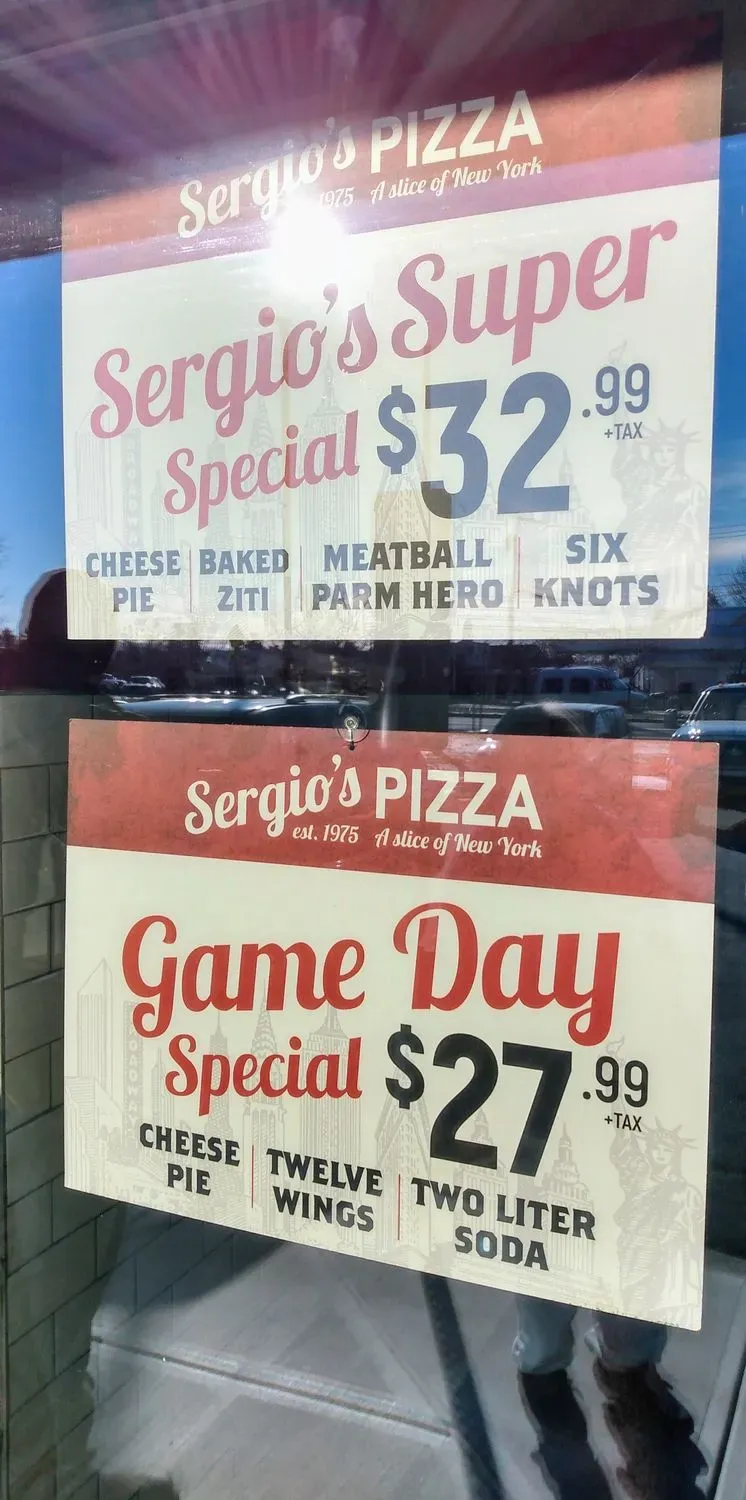 Sergio's PIZZA
1975 A slice of New York
Sergio's Super
Special $32.99
+TAX
CHEESE PIE
BAKED ZITI
MEATBALL PARM HERO
SIX KNOTS
Sergio's PIZZA
est. 1975 A slice of New York
Game Day
Special $27.99
+TAX
CHEESE PIE
TWELVE WINGS
TWO LITER SODA